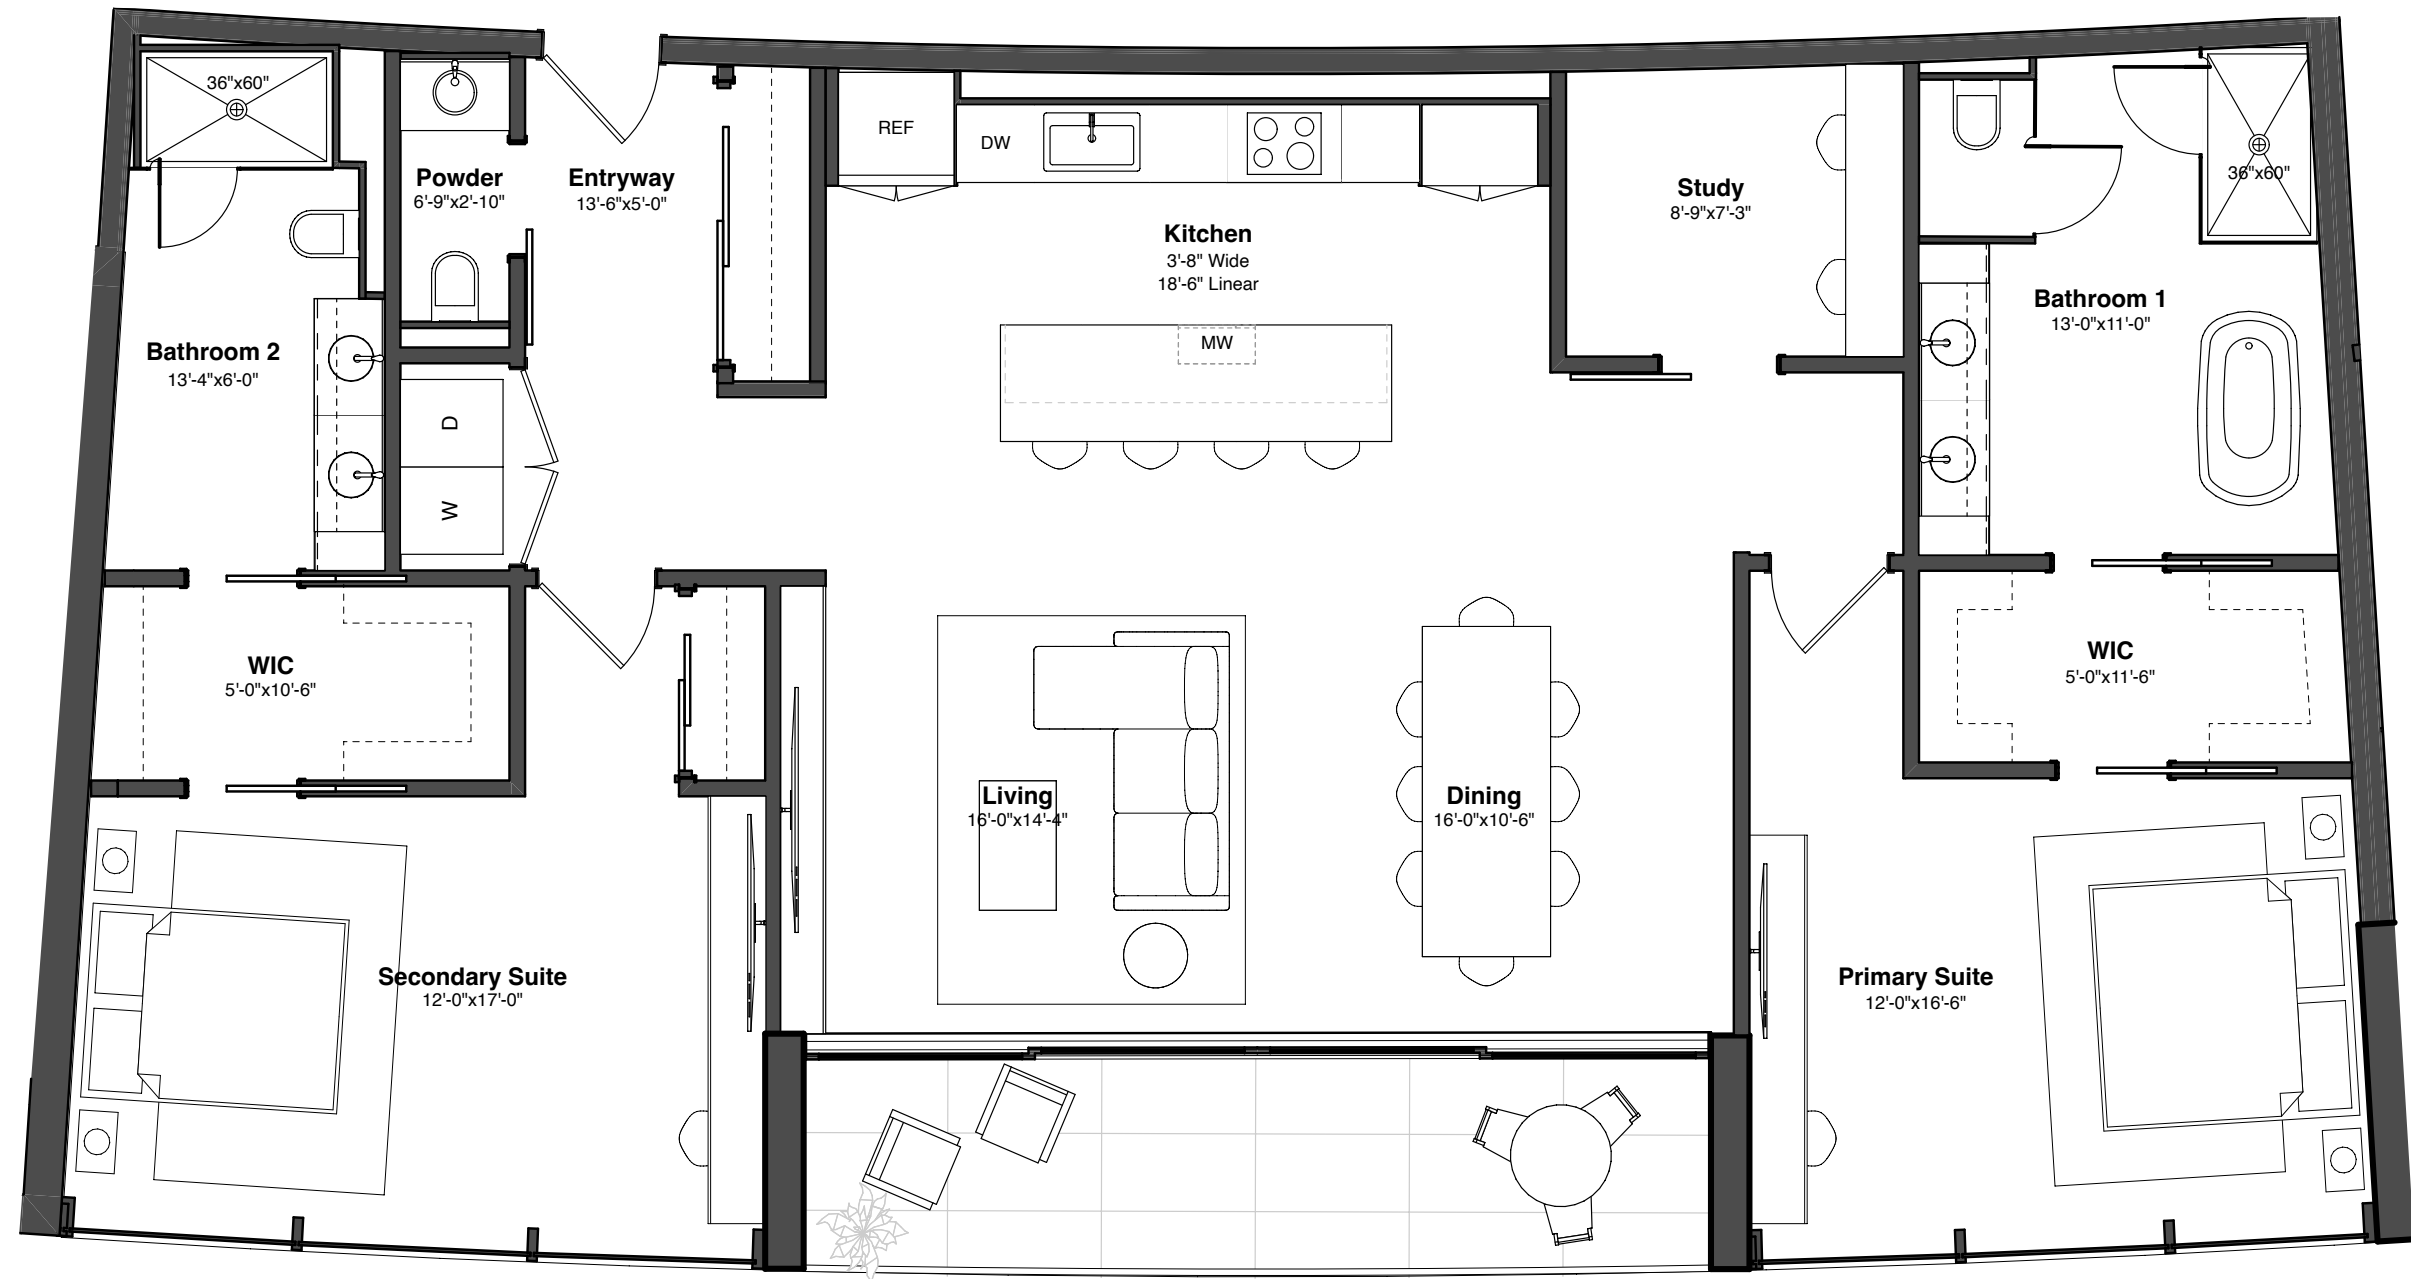 36"x60"
Powder
6'-9"x2'-10"
Entryway
13'-6"x5'-0"
REF
DW
Kitchen
3'-8" Wide
18'-6" Linear
MW
Study
8'-9"x7'-3"
36"x60"
Bathroom 1
13'-0"x11'-0"
Bathroom 2
13'-4"x6'-0"
D
W
WIC
5'-0"x10'-6"
WIC
5'-0"x11'-6"
Living
16'-0"x14'-4"
Dining
16'-0"x10'-6"
Secondary Suite
12'-0"x17'-0"
Primary Suite
12'-0"x16'-6"